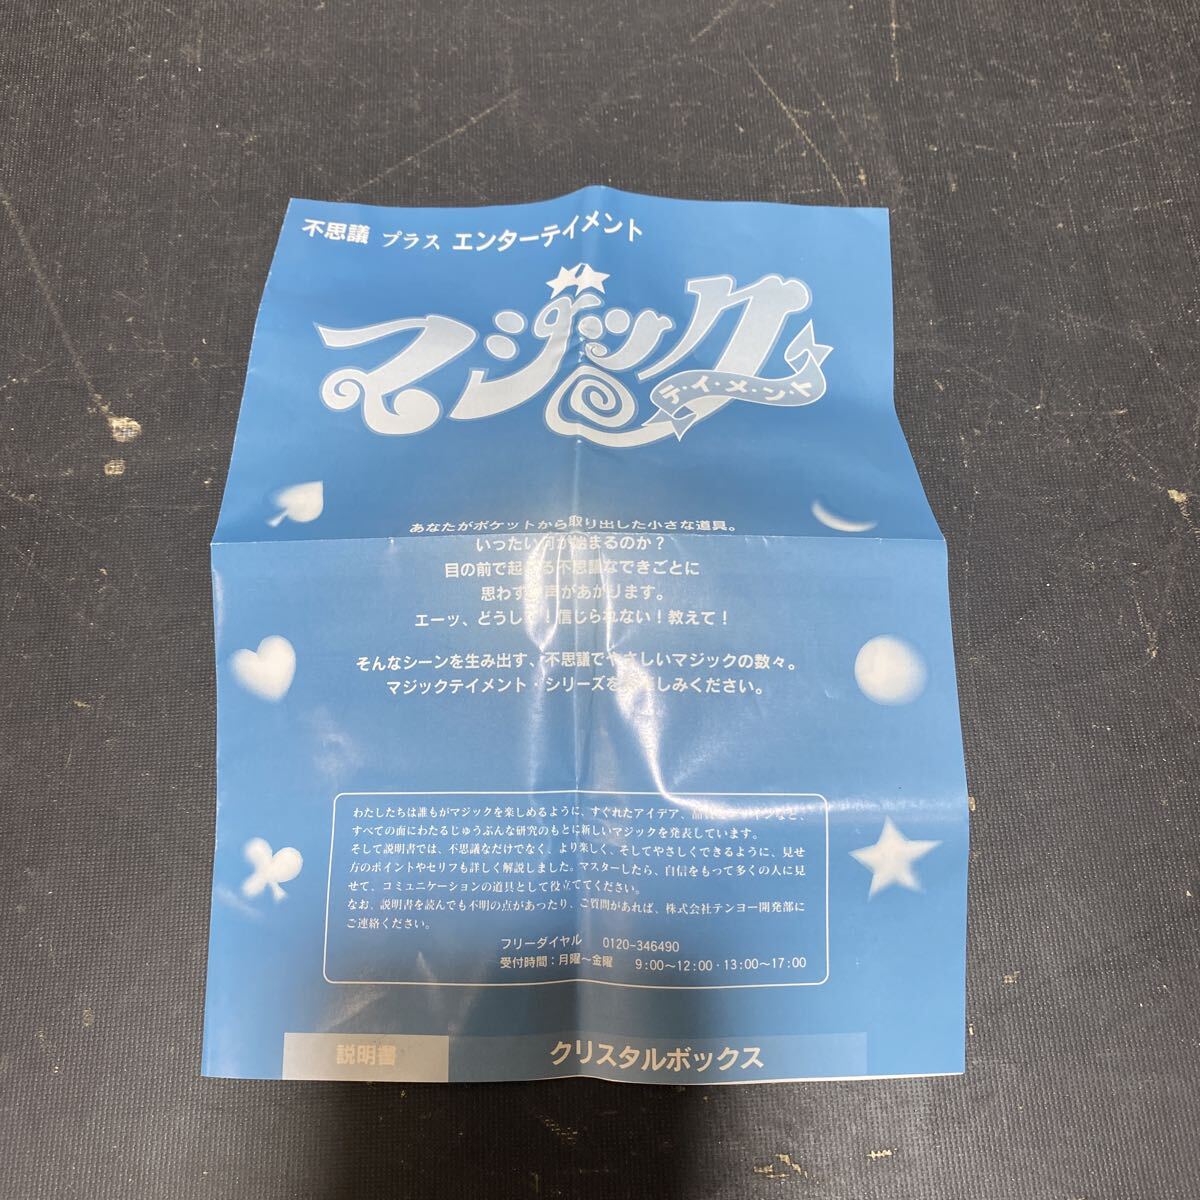 不思議 プラス エンターテイメント
マジック
テ・イ・メ・ン・ト
あなたがポケットから取り出した小さな道具。
いったい何が始まるのか？
目の前で起こる不思議なできごとに
思わず声があがります。
エーッ、どうして！信じられない！教えて！
そんなシーンを生み出す、不思議でやさしいマジックの数々。
マジックテイメント・シリーズをお楽しみください。
わたしたちは誰もがマジックを楽しめるように、すぐれたアイデア、品質、デザインなど、
すべての面にわたるじゅうぶんな研究のもとに新しいマジックを発表しています。
そして説明書では、不思議なだけでなく、より楽しく、そしてやさしくできるように、見せ
方のポイントやセリフも詳しく解説しました。マスターしたら、自信をもって多くの人に見
せて、コミュニケーションの道具として役立ててください。
なお、説明書を読んでも不明の点があったり、ご質問があれば、株式会社テンヨー開発部に
ご連絡ください。
フリーダイヤル 0120-346490
受付時間：月曜～金曜 9:00～12:00・13:00～17:00
説明書 クリスタルボックス